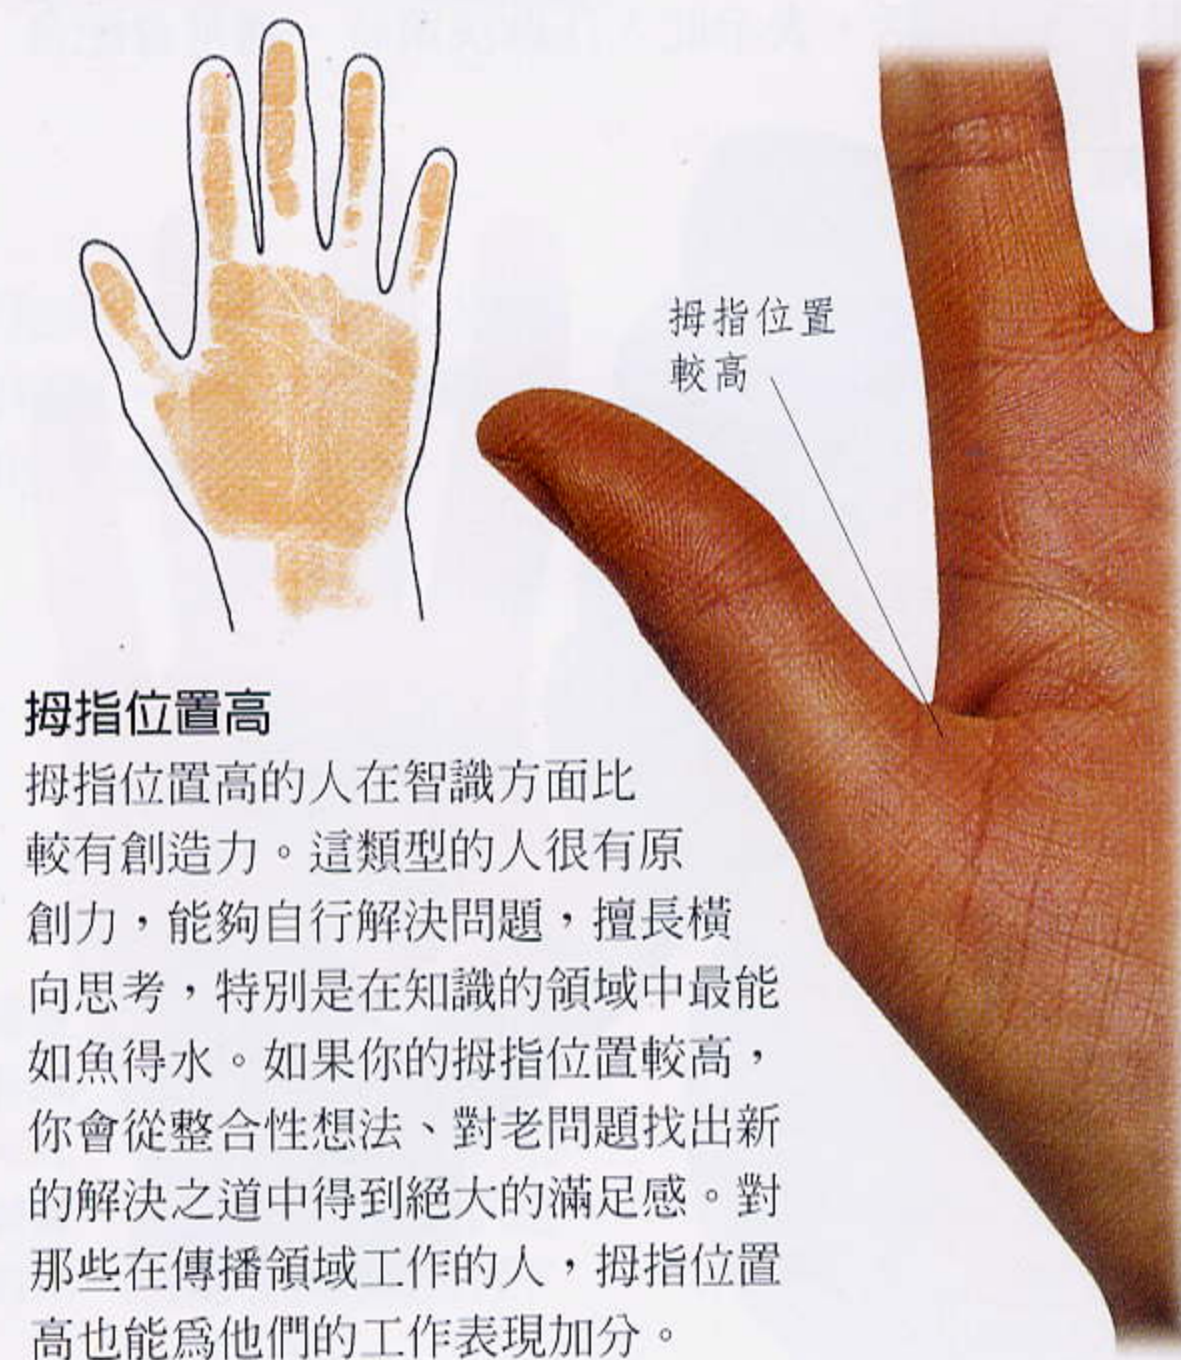 拇指位置
較高
拇指位置高
拇指位置高的人在智識方面比
較有創造力。這類型的人很有原
創力，能夠自行解決問題，擅長橫
向思考，特別是在知識的領域中最能
如魚得水。如果你的拇指位置較高，
你會從整合性想法、對老問題找出新
的解決之道中得到絕大的滿足感。對
那些在傳播領域工作的人，拇指位置
高也能爲他們的工作表現加分。